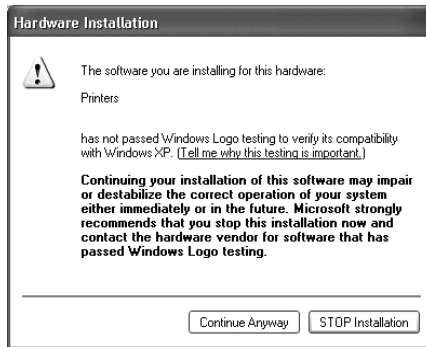 Hardware Installation
The software you are installing for this hardware:
Printers
has not passed Windows Logo testing to verify its compatibility
with Windows XP. (Tell me why this testing is important.)
Continuing your installation of this software may impair
or destabilize the correct operation of your system
either immediately or in the future. Microsoft strongly
recommends that you stop this installation now and
contact the hardware vendor for software that has
passed Windows Logo testing.
Continue Anyway STOP Installation